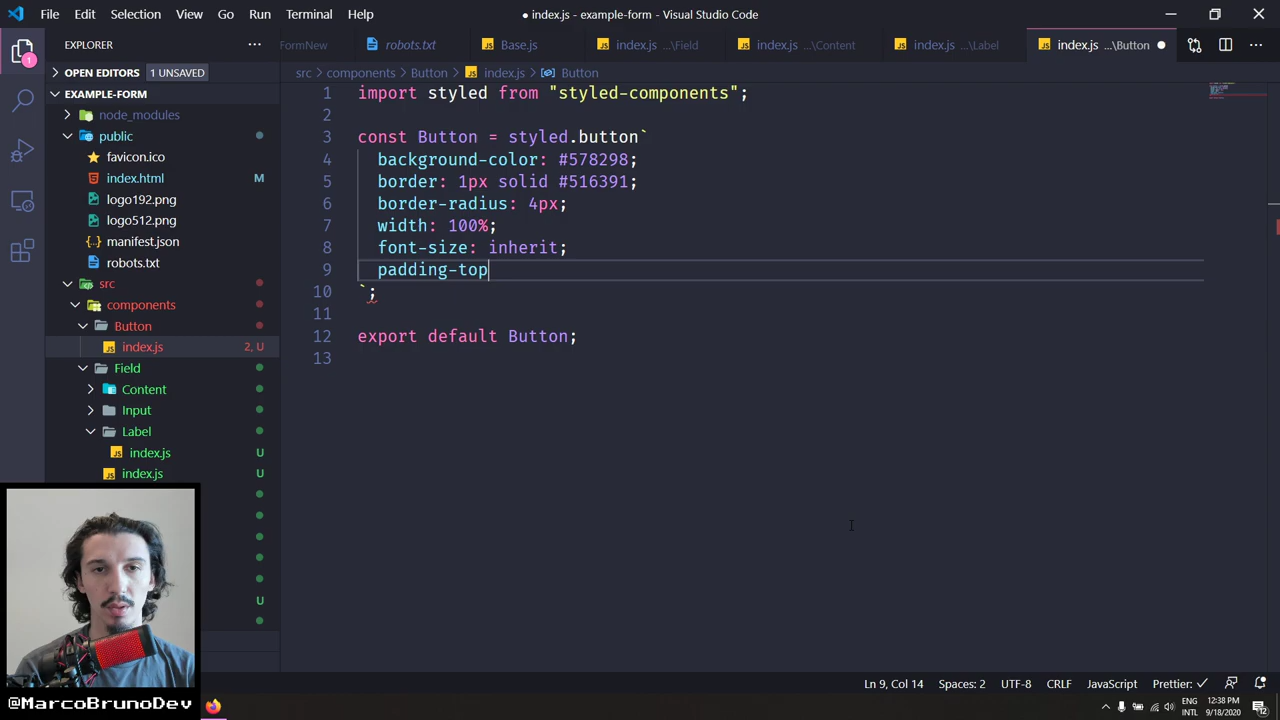 File Edit Selection View Go Run Terminal Help
● index.js - example-form - Visual Studio Code
EXPLORER
FormNew robots.txt Base.js index.js ...\Field index.js ...\Content index.js ...\Label index.js ...\Button
OPEN EDITORS 1 UNSAVED
src > components > Button > index.js > Button
EXAMPLE-FORM
node_modules
public
favicon.ico
index.html M
logo192.png
logo512.png
manifest.json
robots.txt
src
components
Button
index.js 2, U
Field
Content
Input
Label
index.js U
index.js U
U
1 import styled from "styled-components";
2
3 const Button = styled.button`
4 background-color: #578298;
5 border: 1px solid #516391;
6 border-radius: 4px;
7 width: 100%;
8 font-size: inherit;
9 padding-top
10 `;
11
12 export default Button;
13
1
@MarcoBrunoDev
Ln 9, Col 14 Spaces: 2 UTF-8 CRLF JavaScript Prettier: ✓
ENG
INTL
12:38 PM
9/18/2020
12